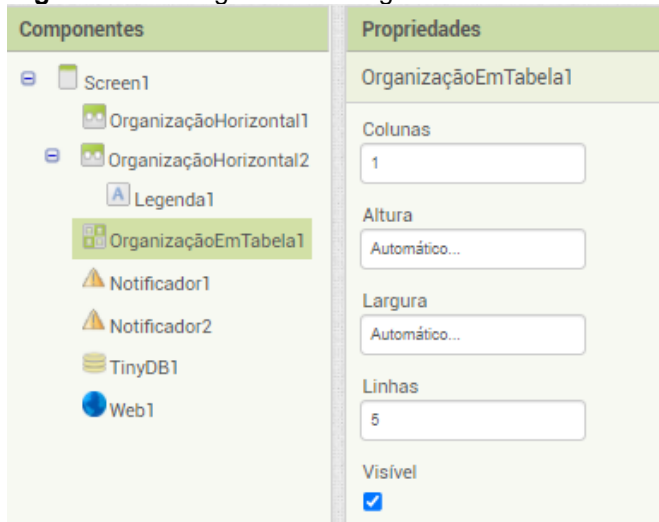 Componentes
Screen1
OrganizaçãoHorizontal1
OrganizaçãoHorizontal2
A Legenda1
OrganizaçãoEmTabela1
Notificador1
Notificador2
TinyDB1
Web1
Propriedades
OrganizaçãoEmTabela1
Colunas
1
Altura
Automático...
Largura
Automático...
Linhas
5
Visível